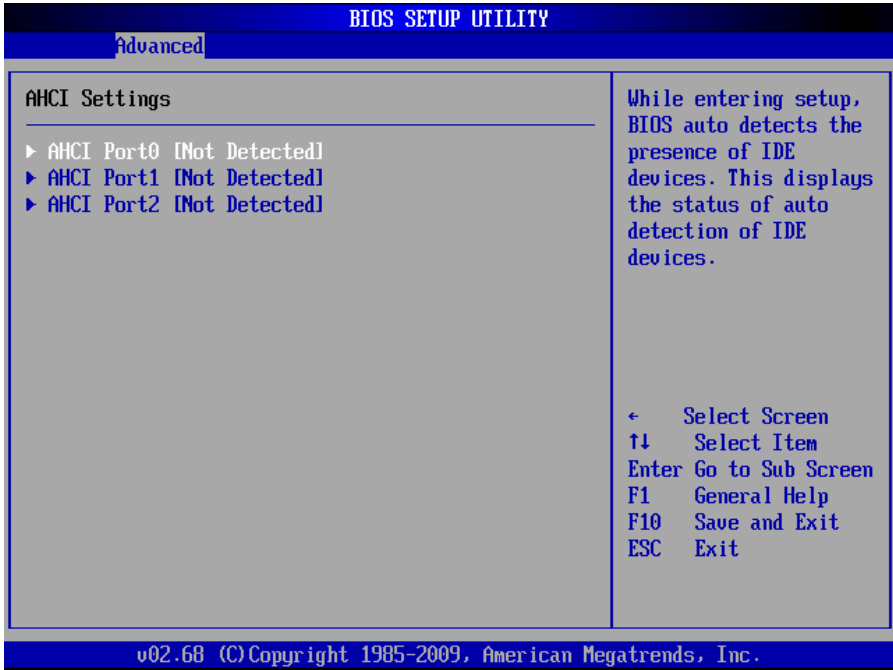 BIOS SETUP UTILITY
Advanced
AHCI Settings
▶ AHCI Port0 [Not Detected]
▶ AHCI Port1 [Not Detected]
▶ AHCI Port2 [Not Detected]
While entering setup,
BIOS auto detects the
presence of IDE
devices. This displays
the status of auto
detection of IDE
devices.
← Select Screen
↑↓ Select Item
Enter Go to Sub Screen
F1 General Help
F10 Save and Exit
ESC Exit
v02.68 (C)Copyright 1985-2009, American Megatrends, Inc.